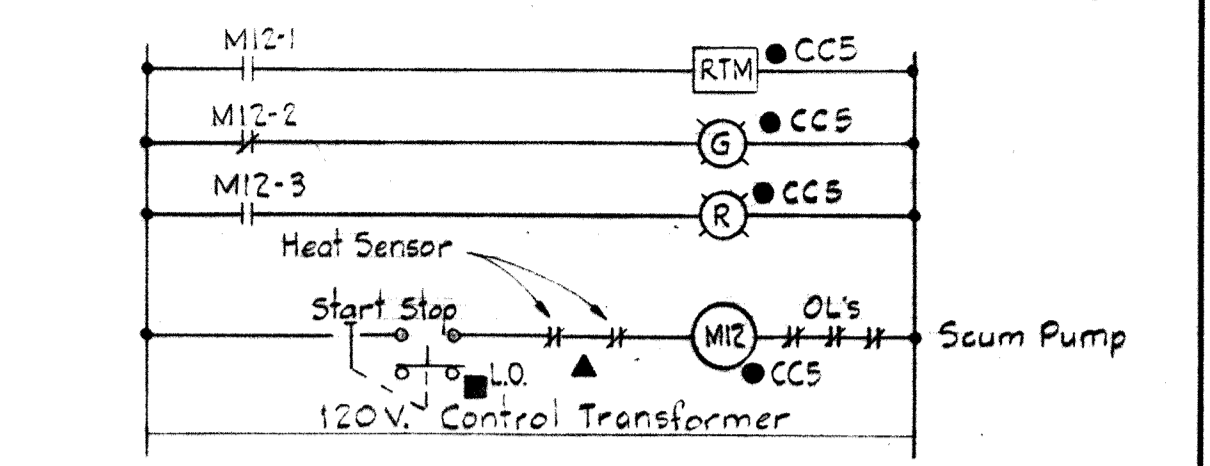 M12-1
RTM CC5
M12-2
G CC5
M12-3
R CC5
Heat Sensor
Start Stop
OL's
M12
Scum Pump
L.O.
CC5
120V. Control Transformer